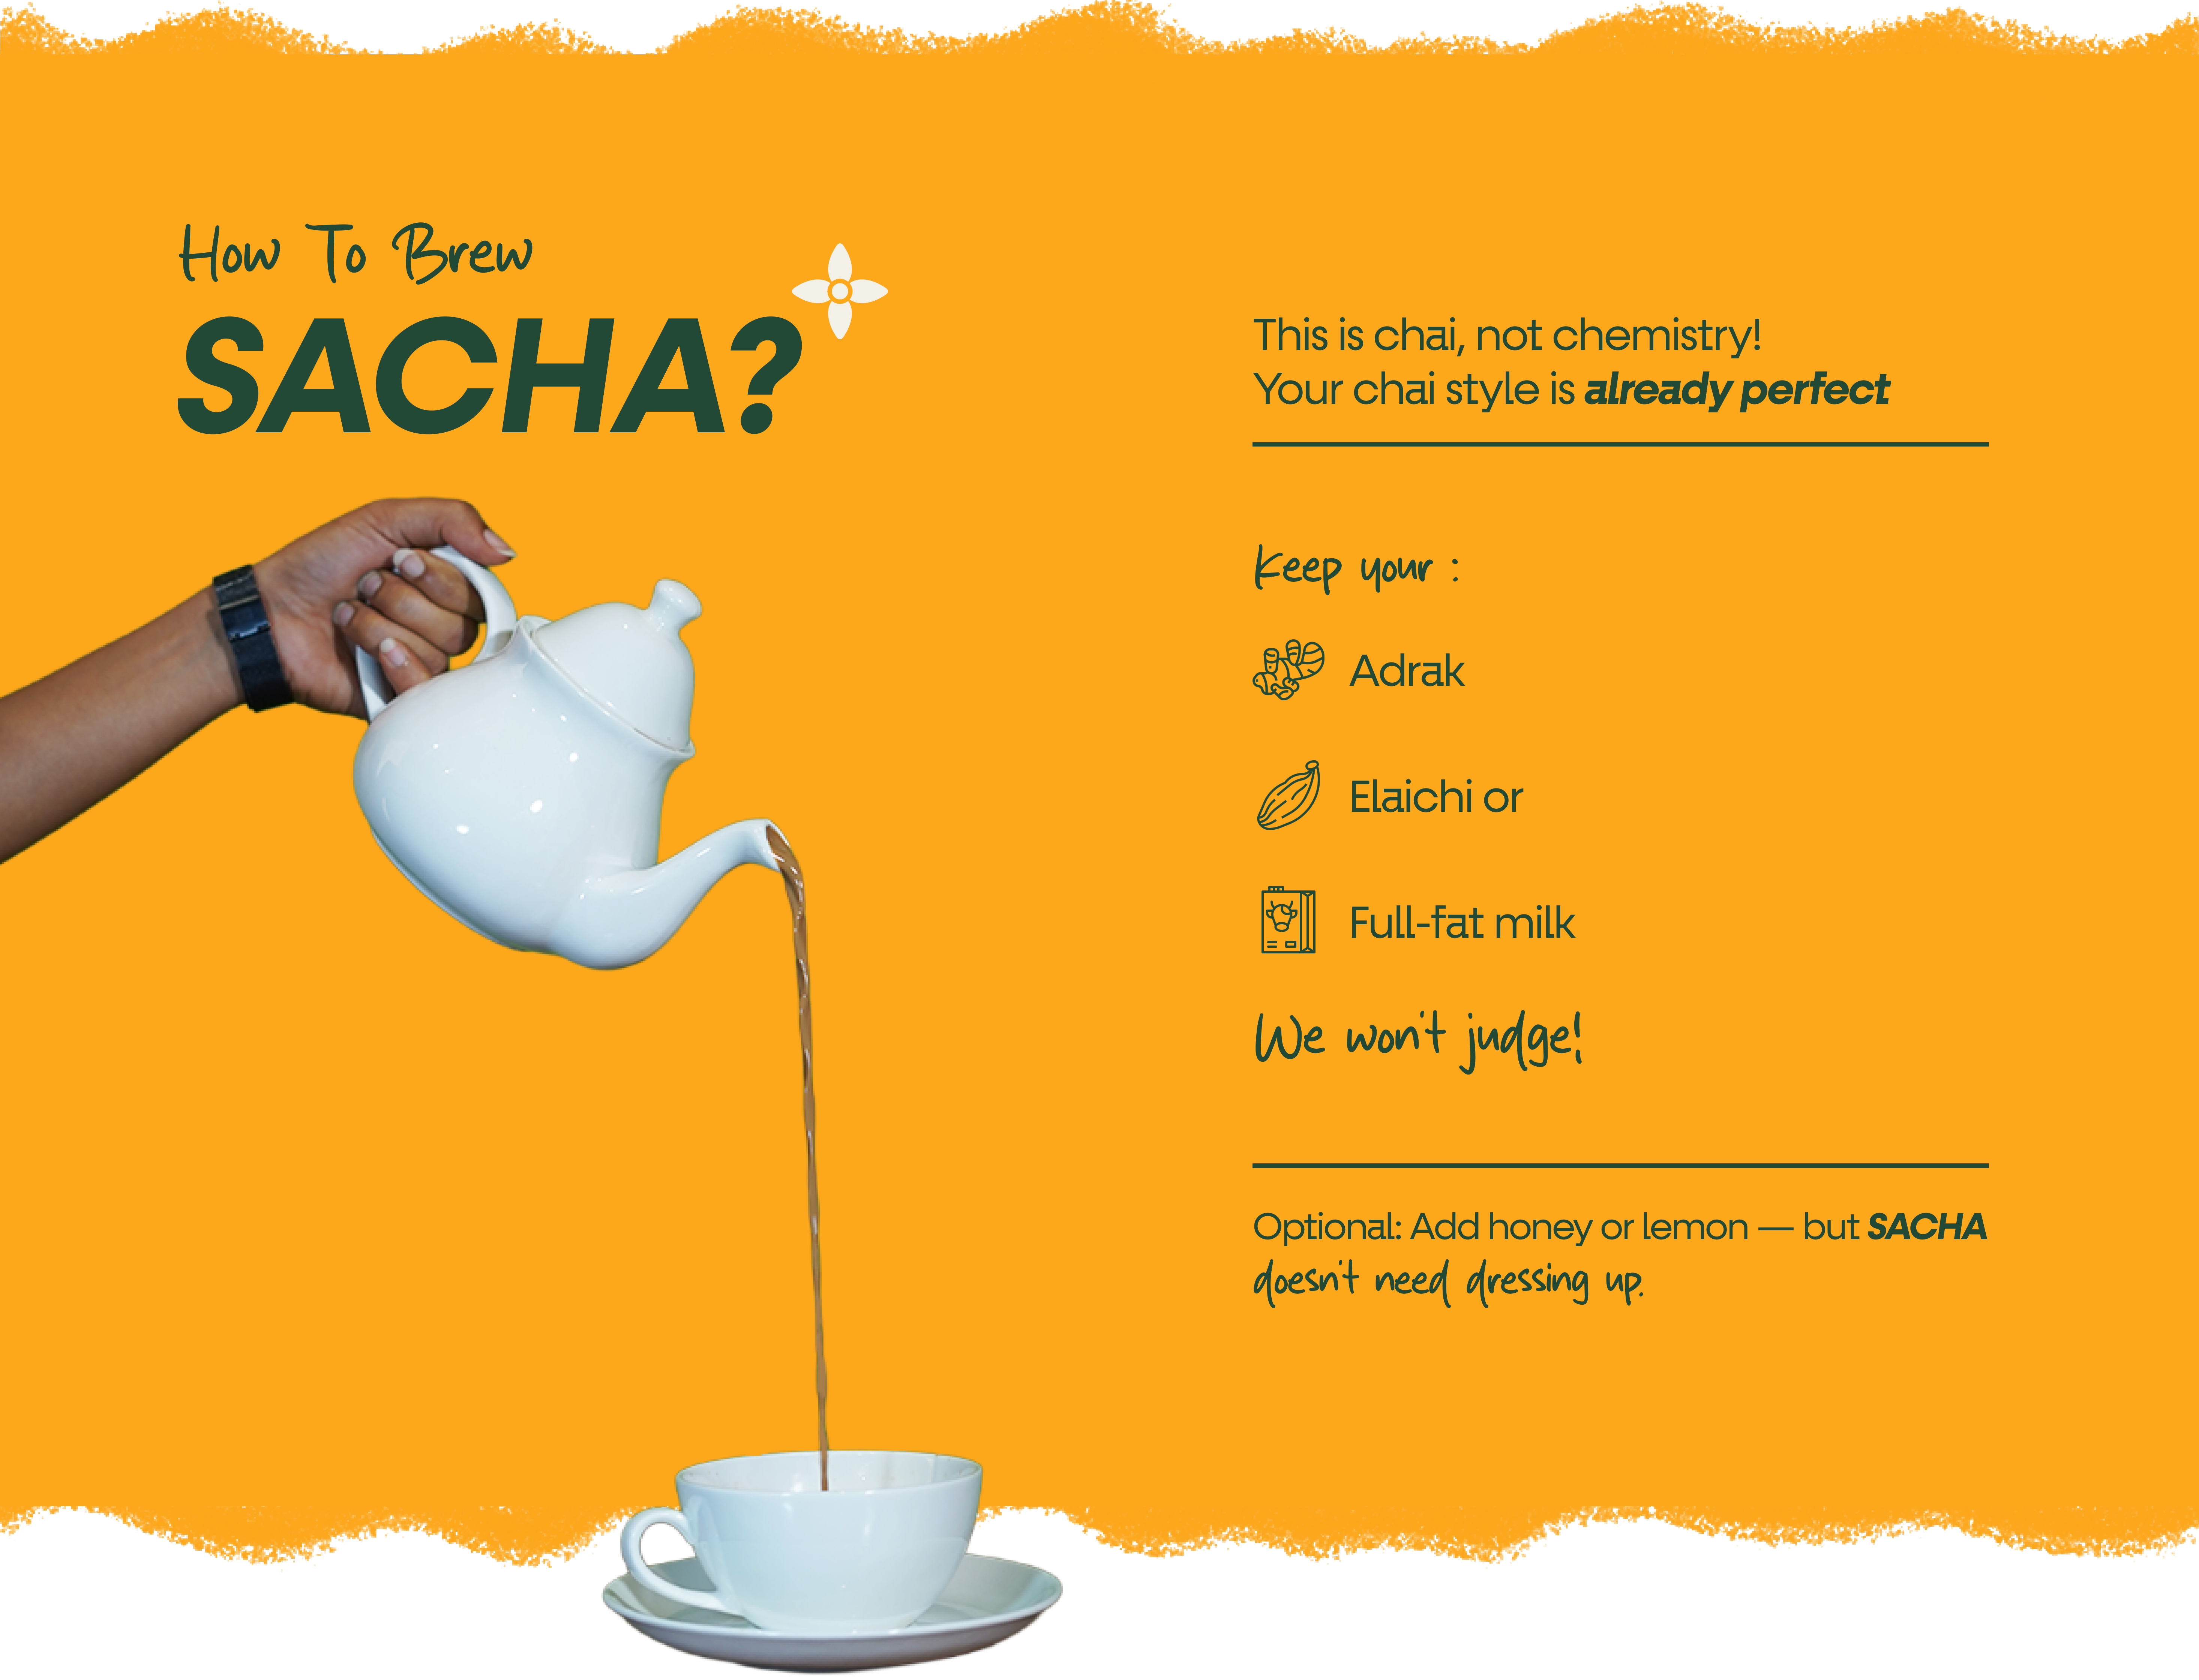 How To Brew
SACHA?
This is chai, not chemistry!
Your chai style is already perfect
Keep your :
Adrak
Elaichi or
Full-fat milk
We won't judge!
Optional: Add honey or lemon — but SACHA
doesn't need dressing up.